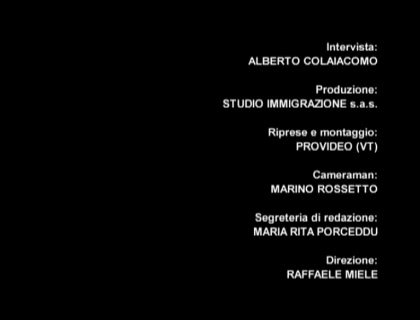 Intervista:
ALBERTO COLAIACOMO
Produzione:
STUDIO IMMIGRAZIONE s.a.s.
Riprese e montaggio:
PROVIDEO (VT)
Cameraman:
MARINO ROSSETTO
Segreteria di redazione:
MARIA RITA PORCEDDU
Direzione:
RAFFAELE MIELE